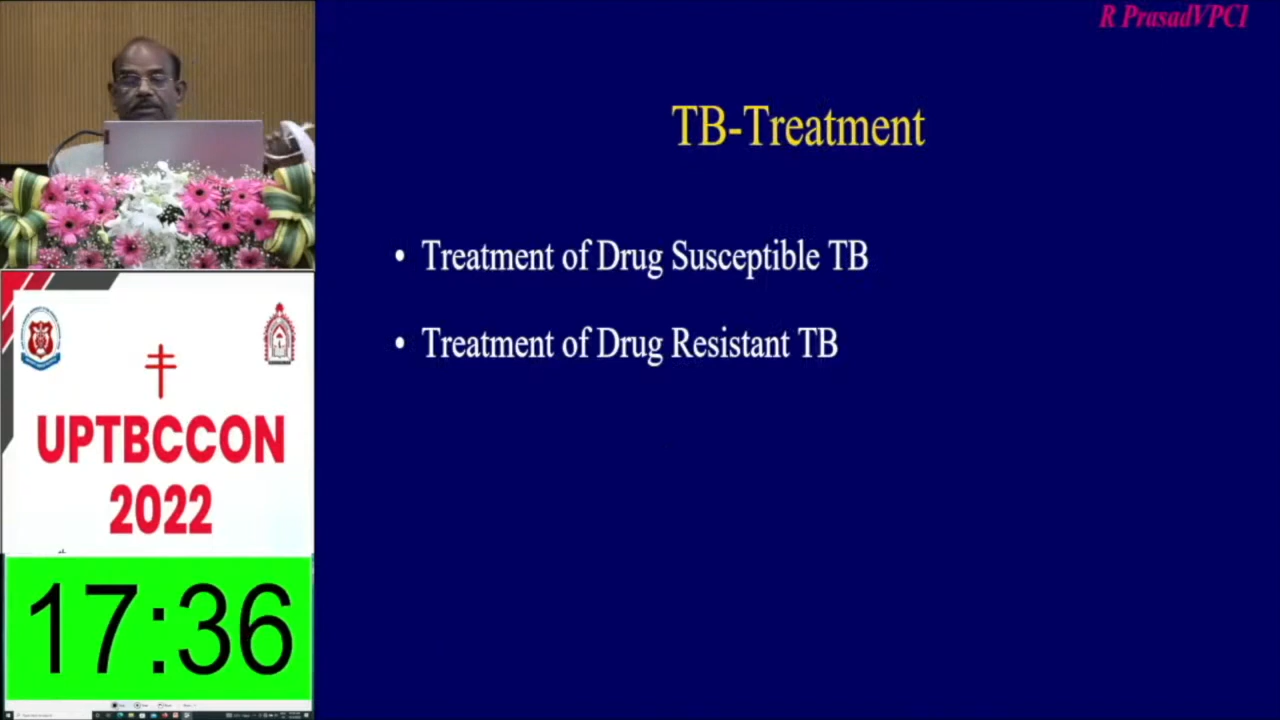 R PrasadVPCI
TB-Treatment
• Treatment of Drug Susceptible TB
• Treatment of Drug Resistant TB
UPTBCCON
2022
17:36